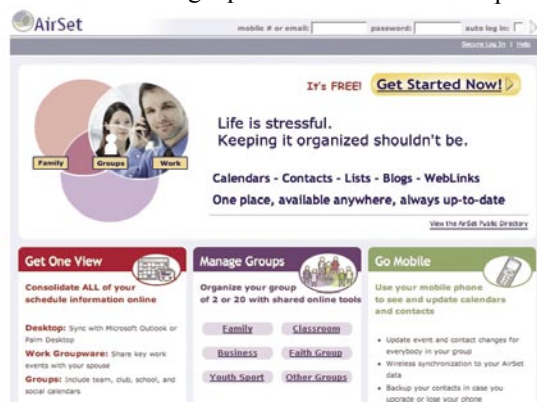 AirSet
mobile # or email:
password:
auto log in:
Secure Log In | Help
It's FREE!
Get Started Now!
Life is stressful.
Keeping it organized shouldn't be.
Family
Groups
Work
Calendars - Contacts - Lists - Blogs - WebLinks
One place, available anywhere, always up-to-date
View the AirSet Public Directory
Get One View
Consolidate ALL of your
schedule information online
Desktop: Sync with Microsoft Outlook or
Palm Desktop
Work Groupware: Share key work
events with your spouse
Groups: Include team, club, school, and
social calendars
Manage Groups
Organize your group
of 2 or 20 with shared online tools
Family
Classroom
Business
Faith Group
Youth Sport
Other Groups
Go Mobile
Use your mobile phone
to see and update calendars
and contacts
• Update event and contact changes for
everybody in your group
• Wireless synchronization to your AirSet
data
• Backup your contacts in case you
upgrade or lose your phone